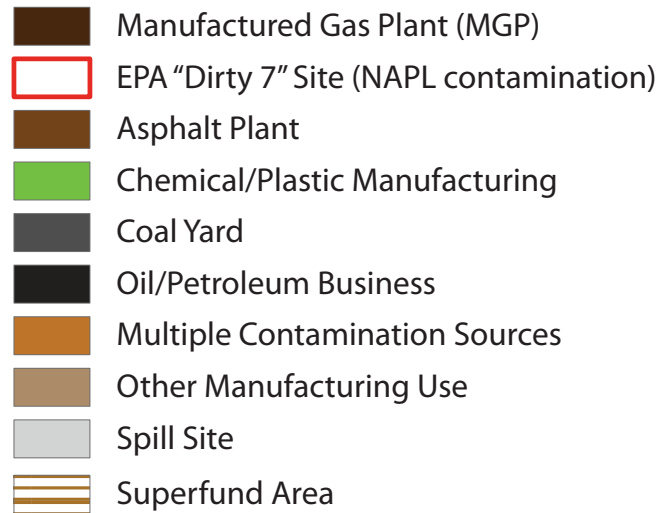 Manufactured Gas Plant (MGP)
EPA “Dirty 7” Site (NAPL contamination)
Asphalt Plant
Chemical/Plastic Manufacturing
Coal Yard
Oil/Petroleum Business
Multiple Contamination Sources
Other Manufacturing Use
Spill Site
Superfund Area